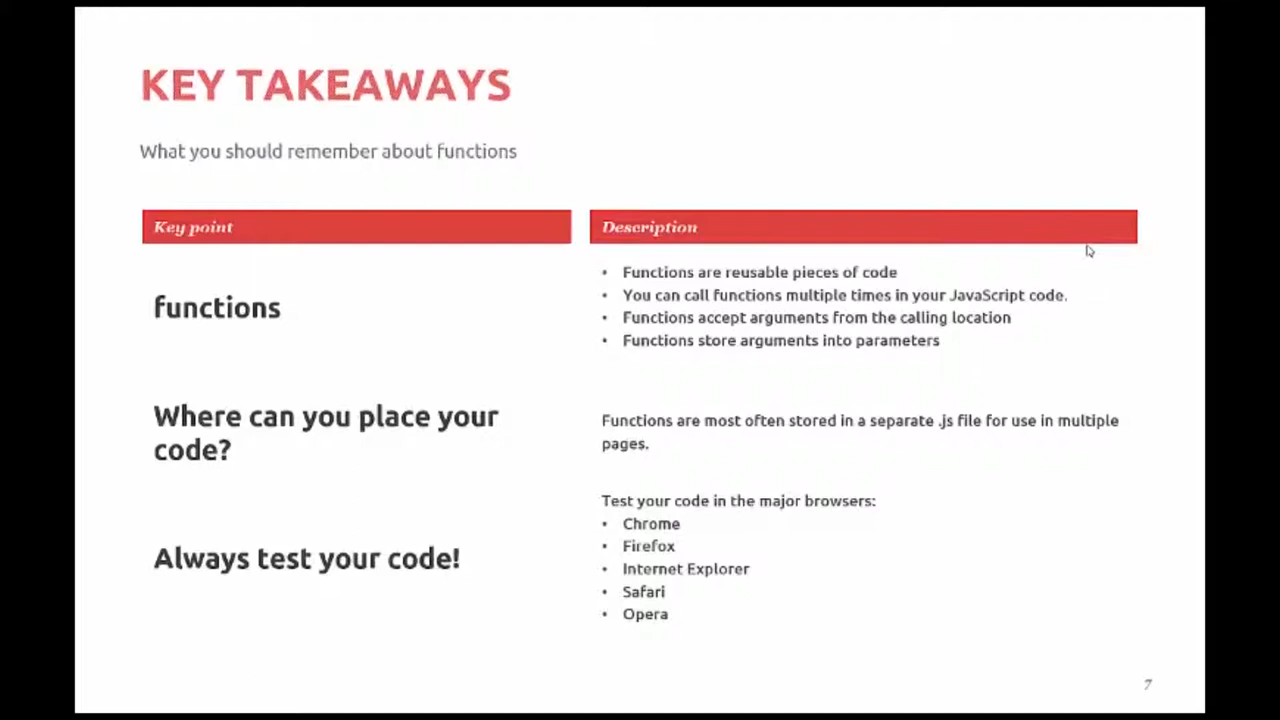 KEY TAKEAWAYS
What you should remember about functions
Key point
Description
functions
• Functions are reusable pieces of code
• You can call functions multiple times in your JavaScript code.
• Functions accept arguments from the calling location
• Functions store arguments into parameters
Where can you place your
code?
Functions are most often stored in a separate .js file for use in multiple
pages.
Always test your code!
Test your code in the major browsers:
• Chrome
• Firefox
• Internet Explorer
• Safari
• Opera
7